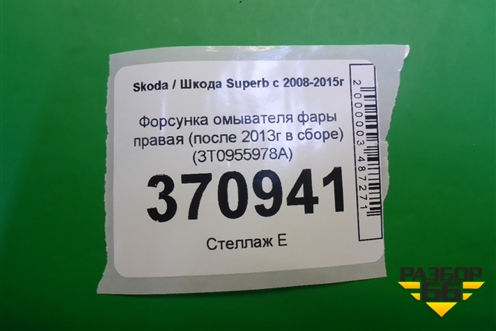 Skoda / Шкода Superb с 2008-2015г
Форсунка омывателя фары
правая (после 2013г в сборе)
(3T0955978A)
370941
Стеллаж Е
2000003487271
РАЗБОР
66